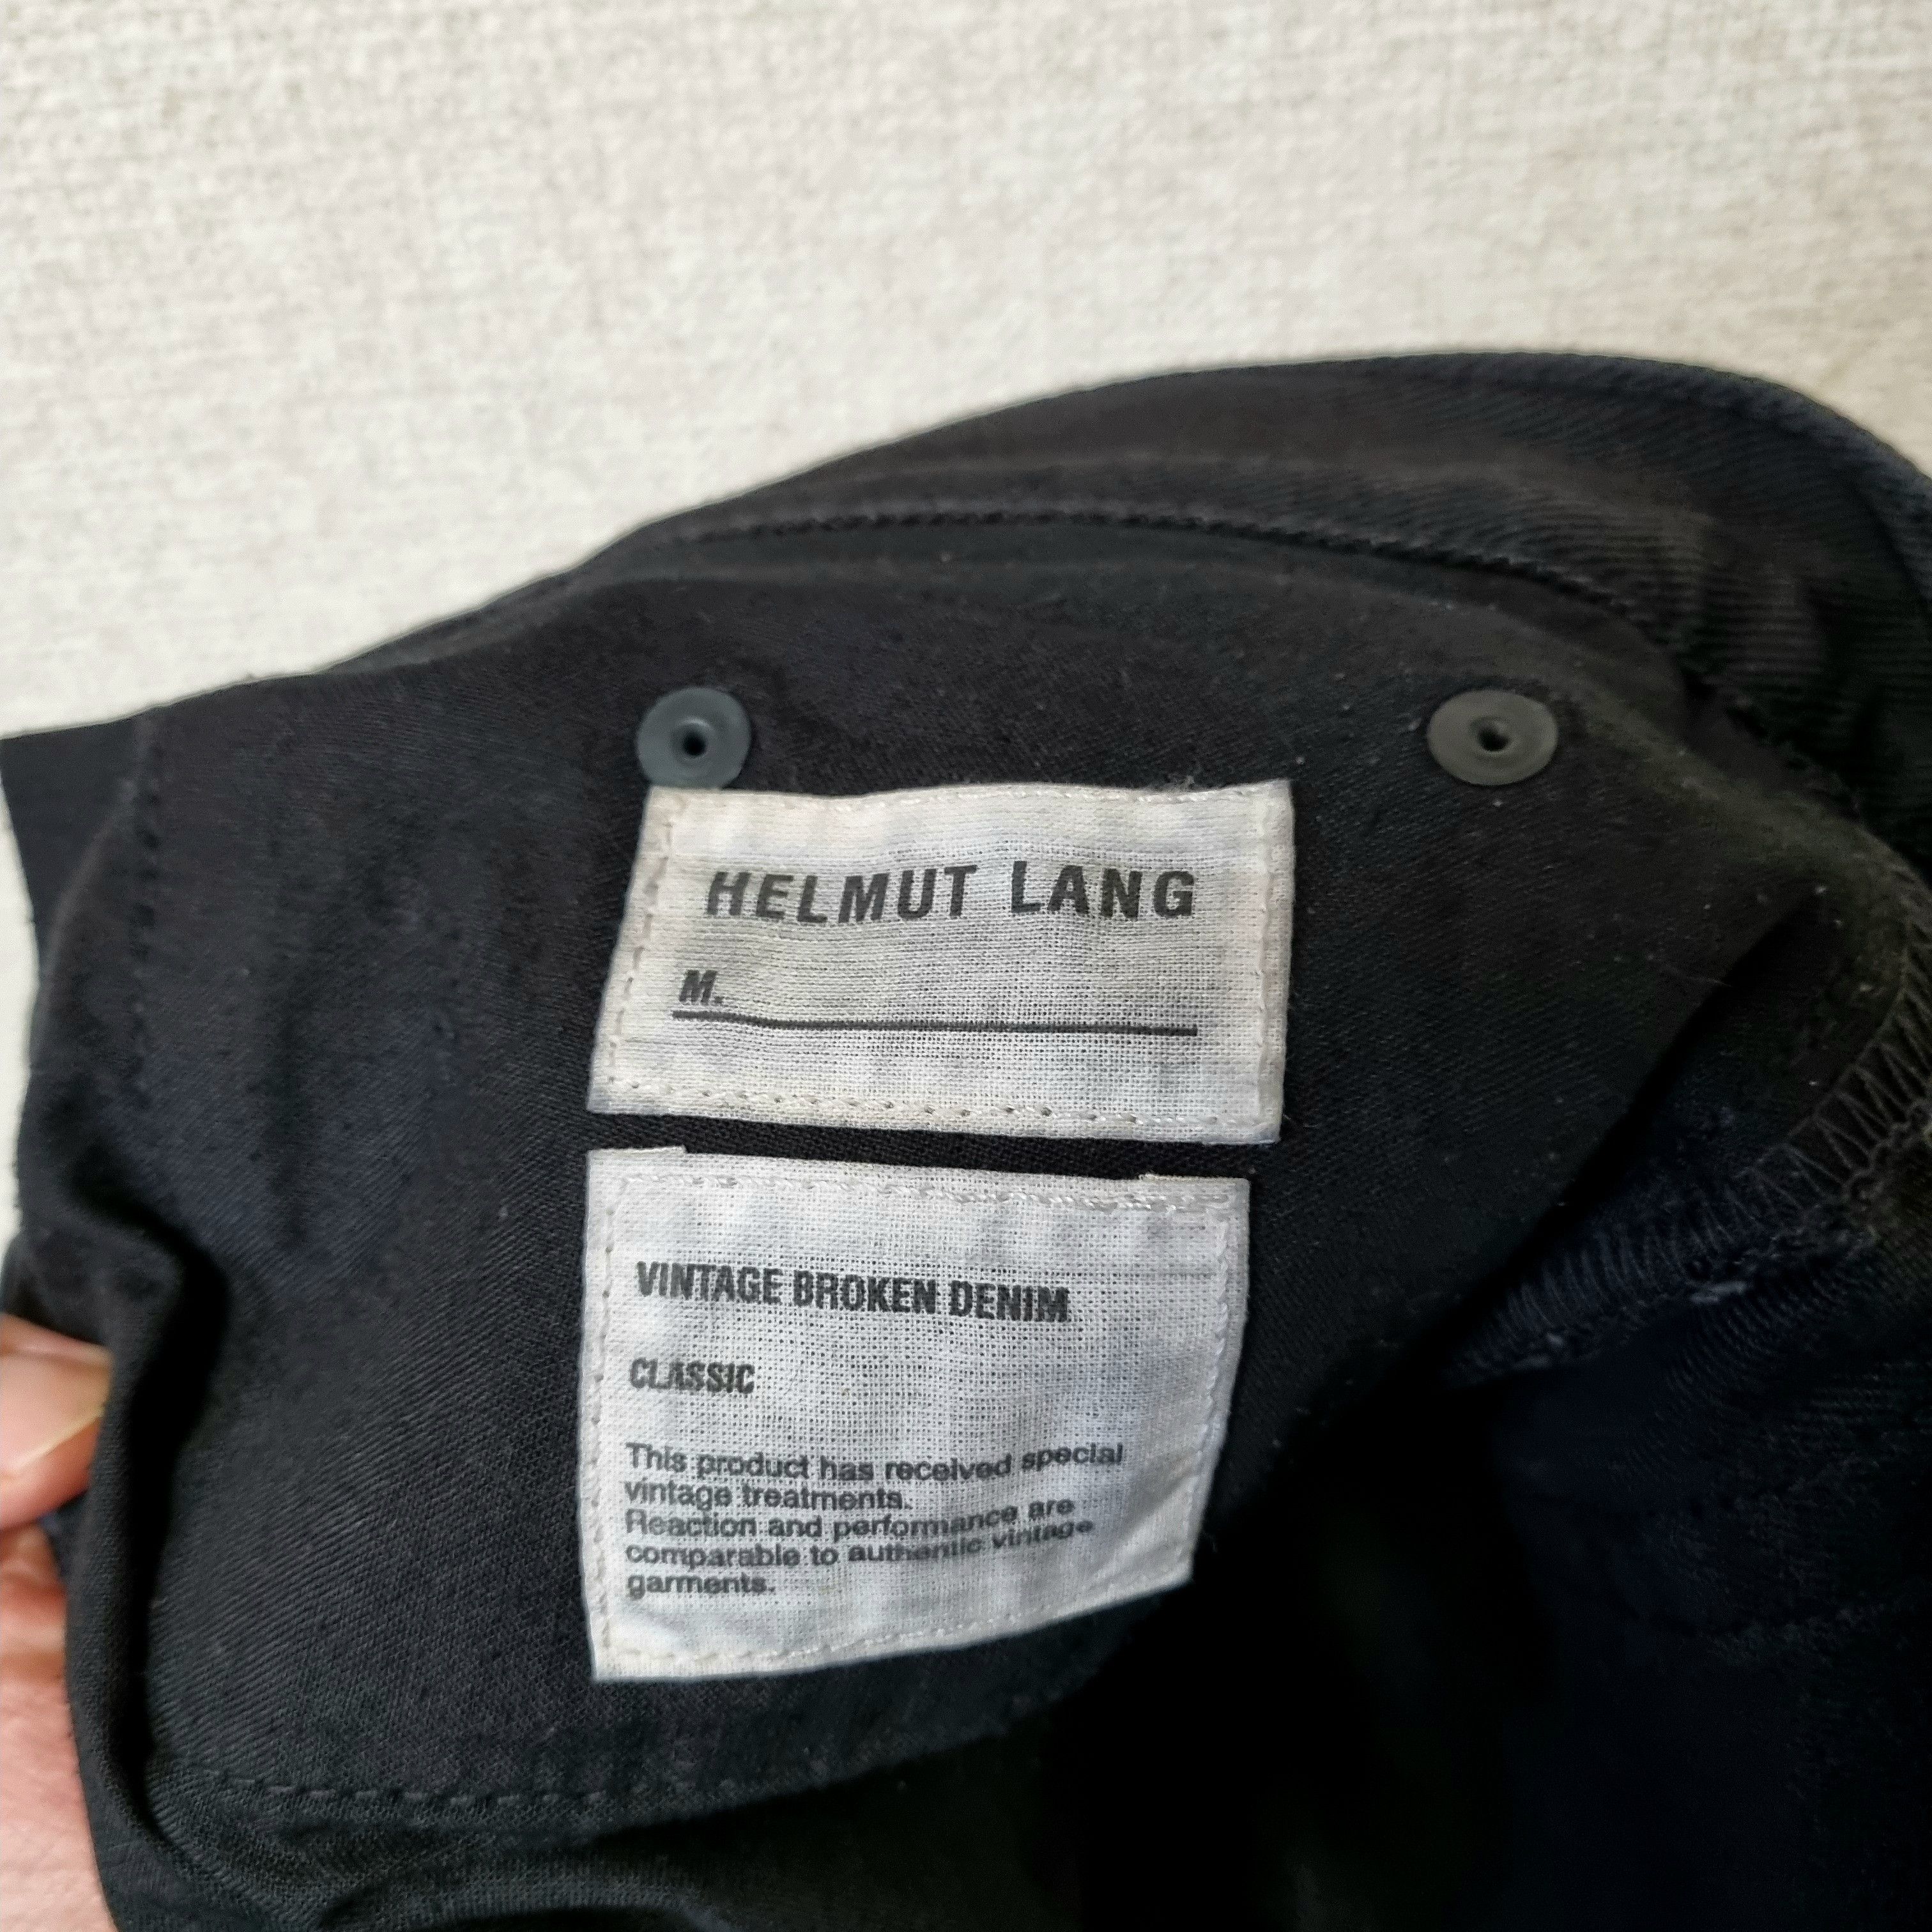 HELMUT LANG
M.
VINTAGE BROKEN DENIM
CLASSIC
This product has received special
vintage treatments.
Reaction and performance are
comparable to authentic vintage
garments.